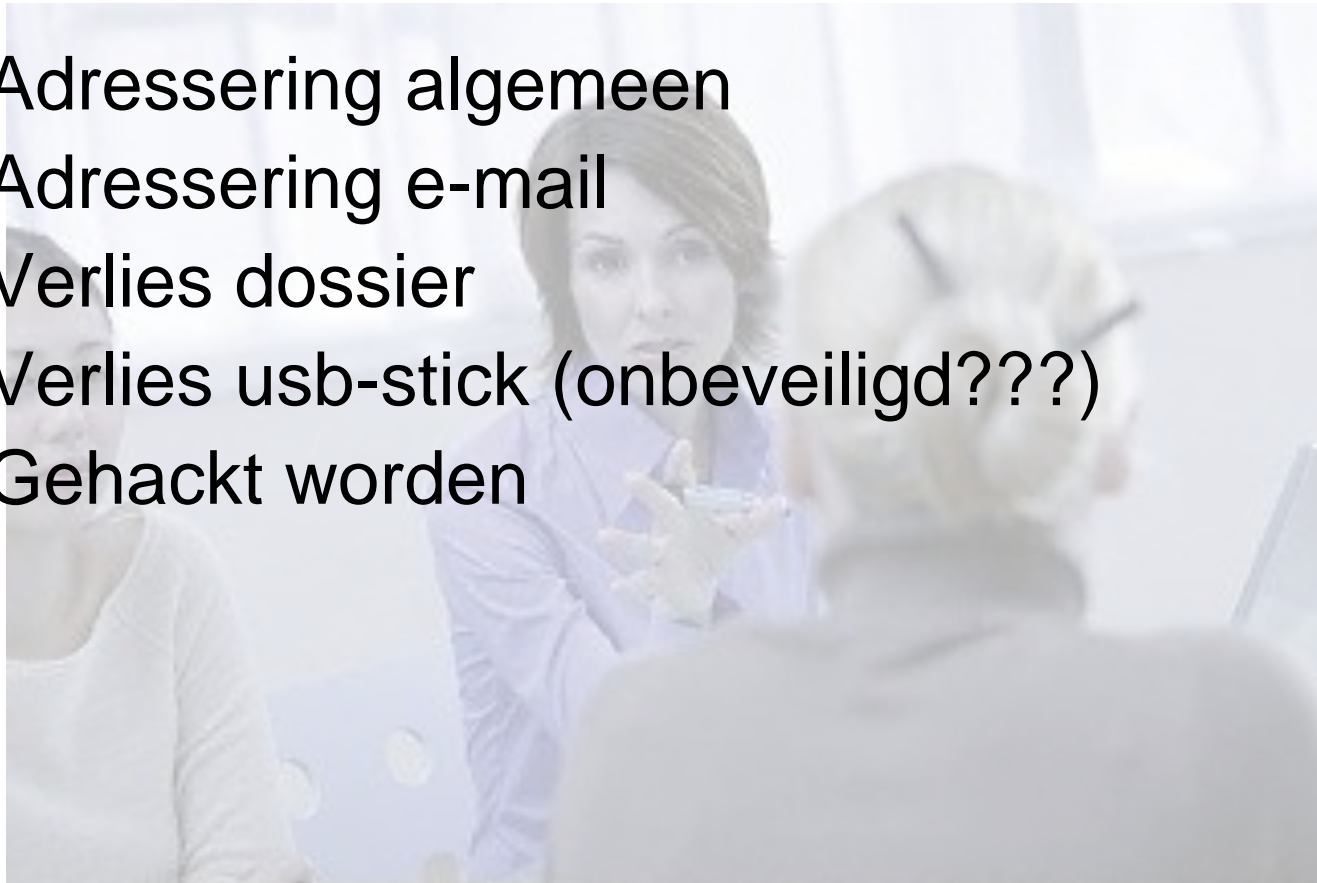 Adressering algemeen
Adressering e-mail
Verlies dossier
Verlies usb-stick (onbeveiligd???)
Gehackt worden